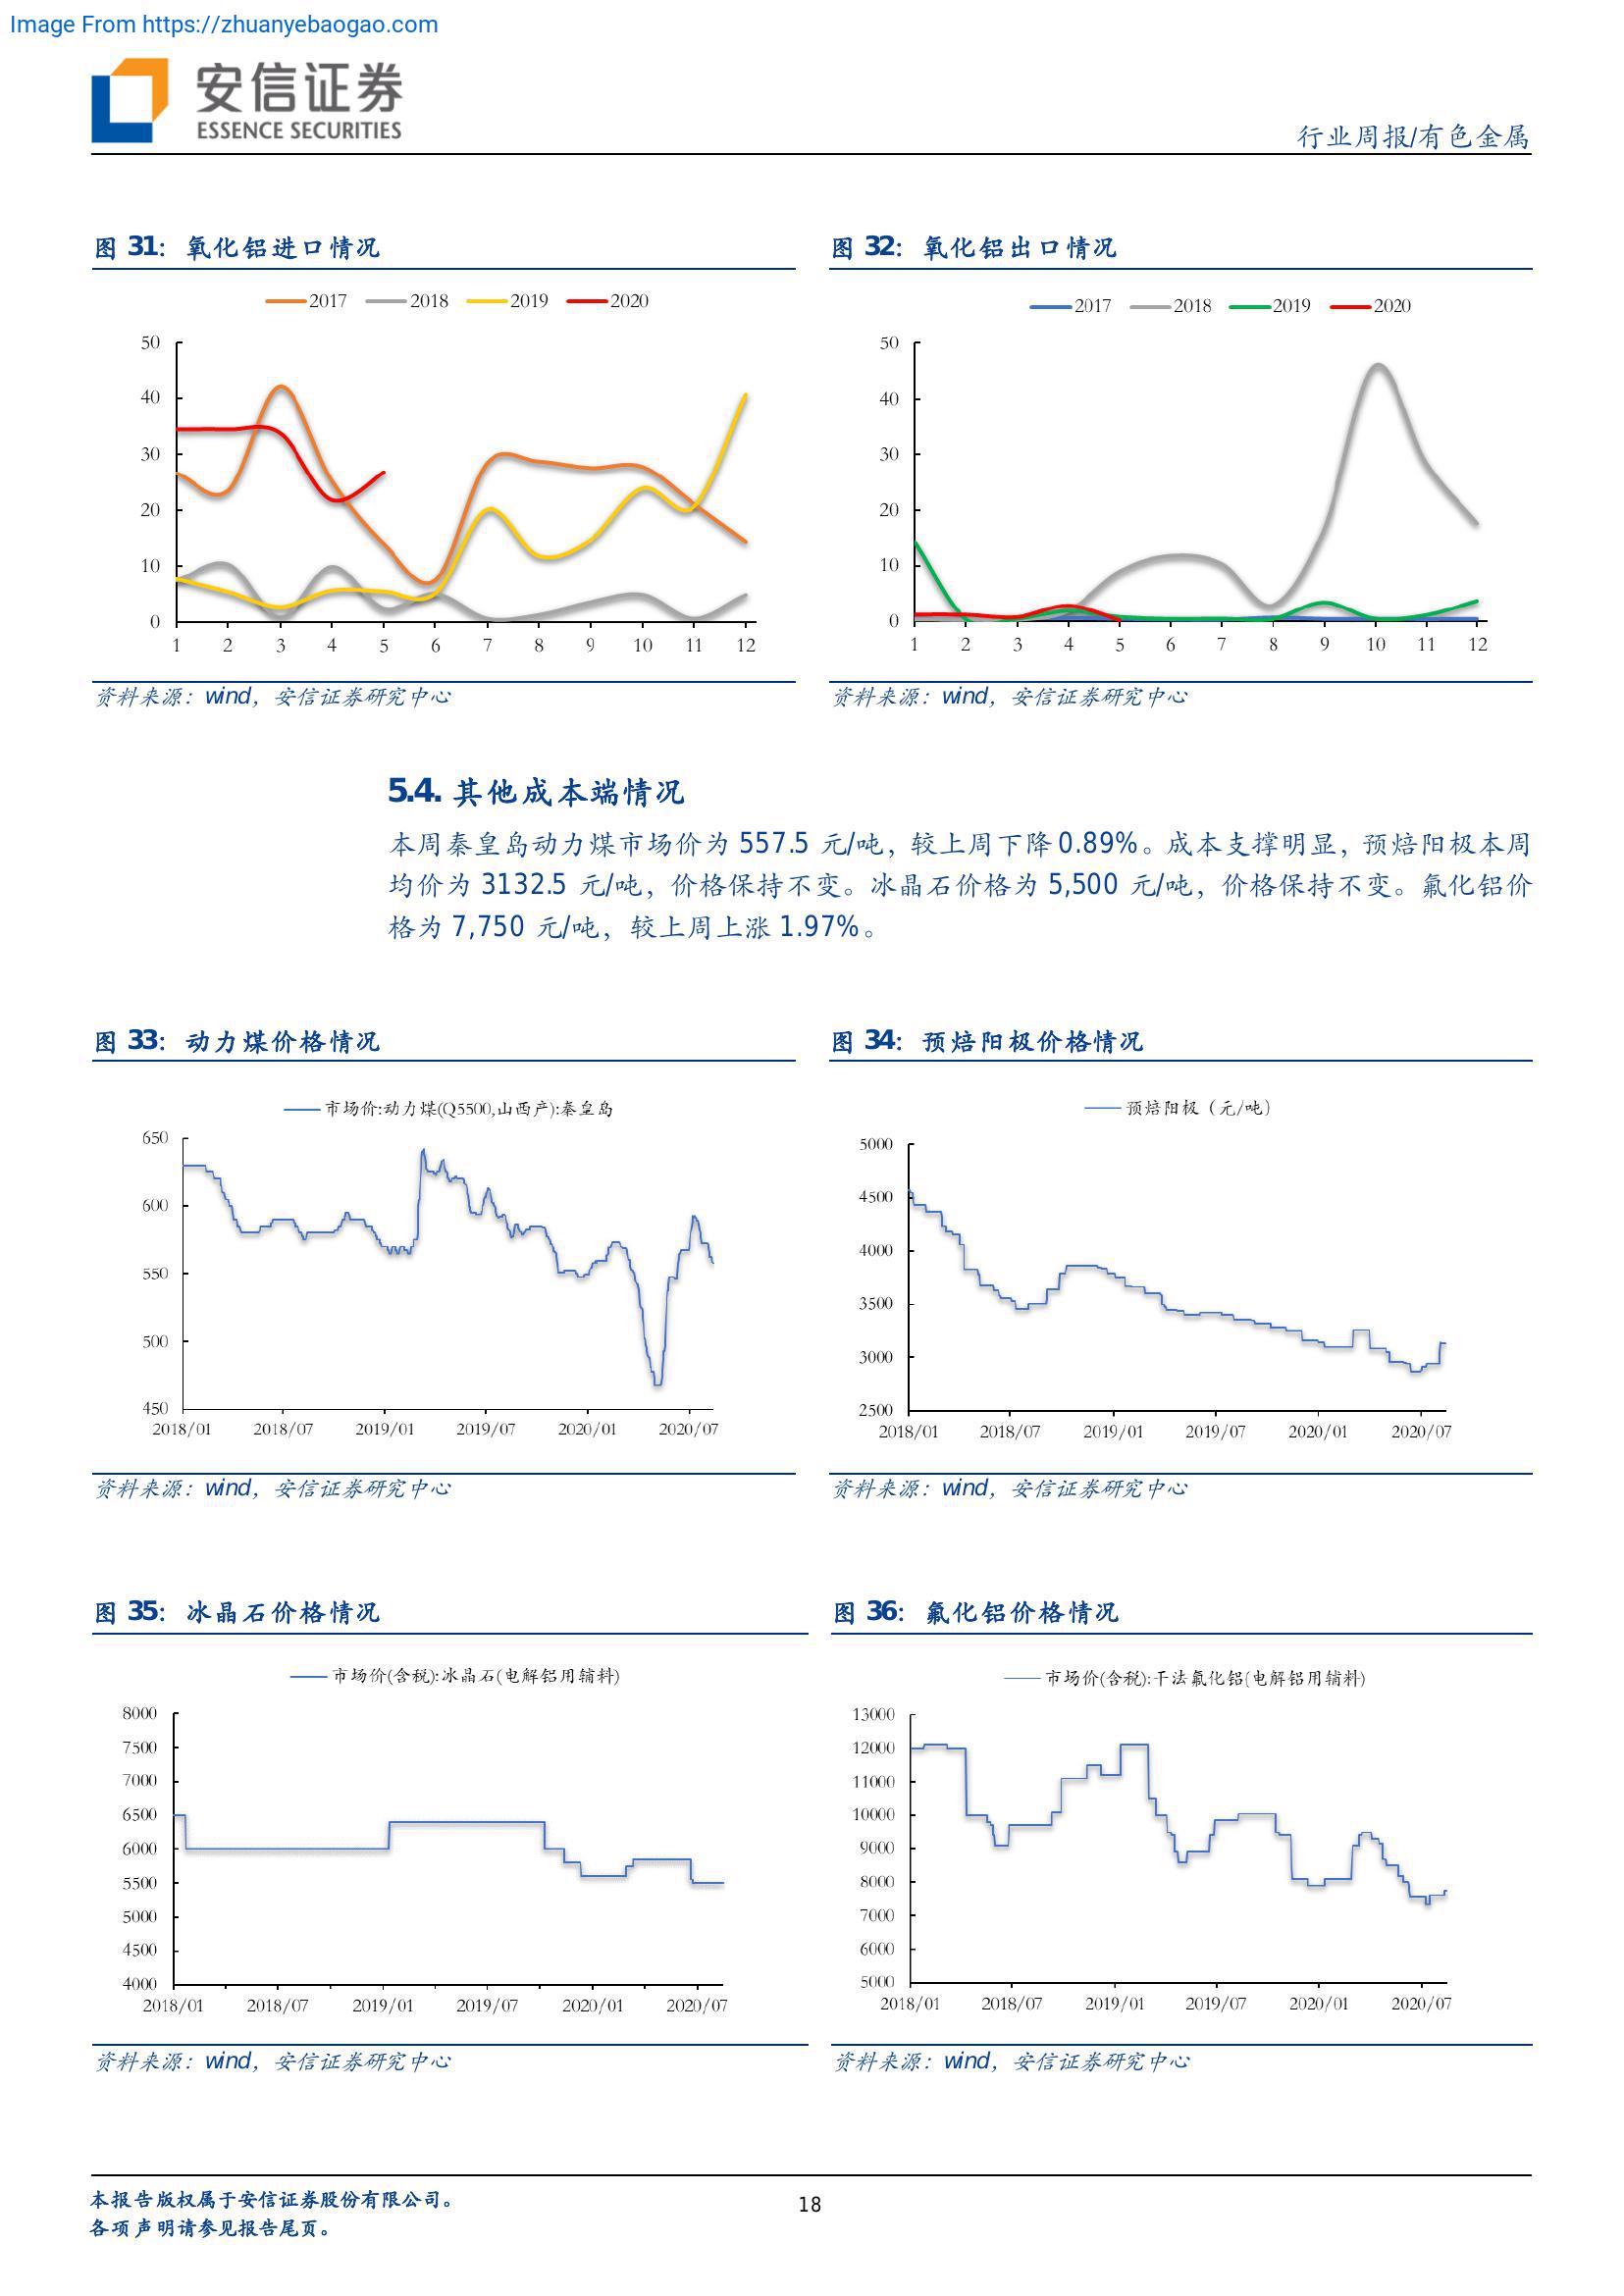 Image From https://zhuanyebaogao.com
安信证券
ESSENCE SECURITIES
行业周报/有色金属
图 31：氧化铝进口情况
2017 2018 2019 2020
50
40
30
20
10
0
1 2 3 4 5 6 7 8 9 10 11 12
资料来源：wind，安信证券研究中心
图 32：氧化铝出口情况
2017 2018 2019 2020
50
40
30
20
10
0
1 2 3 4 5 6 7 8 9 10 11 12
资料来源：wind，安信证券研究中心
5.4. 其他成本端情况
本周秦皇岛动力煤市场价为 557.5 元/吨，较上周下降 0.89%。成本支撑明显，预焙阳极本周
均价为 3132.5 元/吨，价格保持不变。冰晶石价格为 5,500 元/吨，价格保持不变。氟化铝价
格为 7,750 元/吨，较上周上涨 1.97%。
图 33：动力煤价格情况
市场价:动力煤(Q5500,山西产):秦皇岛
650
600
550
500
450
2018/01 2018/07 2019/01 2019/07 2020/01 2020/07
资料来源：wind，安信证券研究中心
图 34：预焙阳极价格情况
预焙阳极（元/吨）
5000
4500
4000
3500
3000
2500
2018/01 2018/07 2019/01 2019/07 2020/01 2020/07
资料来源：wind，安信证券研究中心
图 35：冰晶石价格情况
市场价(含税):冰晶石(电解铝用辅料)
8000
7500
7000
6500
6000
5500
5000
4500
4000
2018/01 2018/07 2019/01 2019/07 2020/01 2020/07
资料来源：wind，安信证券研究中心
图 36：氟化铝价格情况
市场价(含税):干法氟化铝(电解铝用辅料)
13000
12000
11000
10000
9000
8000
7000
6000
5000
2018/01 2018/07 2019/01 2019/07 2020/01 2020/07
资料来源：wind，安信证券研究中心
本报告版权属于安信证券股份有限公司。
各项声明请参见报告尾页。
18